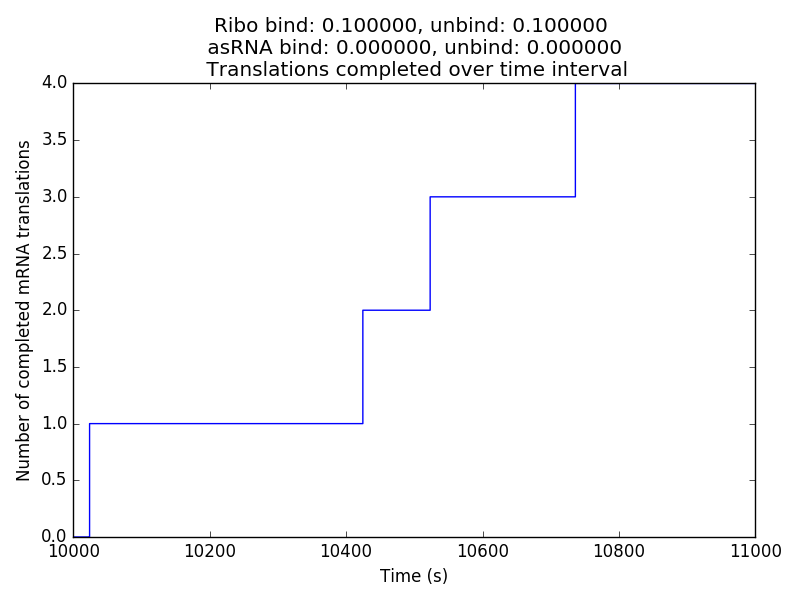 Ribo bind: 0.100000, unbind: 0.100000
asRNA bind: 0.000000, unbind: 0.000000
Translations completed over time interval
Number of completed mRNA translations
4.0
3.5
3.0
2.5
2.0
1.5
1.0
0.5
0.0
10000 10200 10400 10600 10800 11000
Time (s)